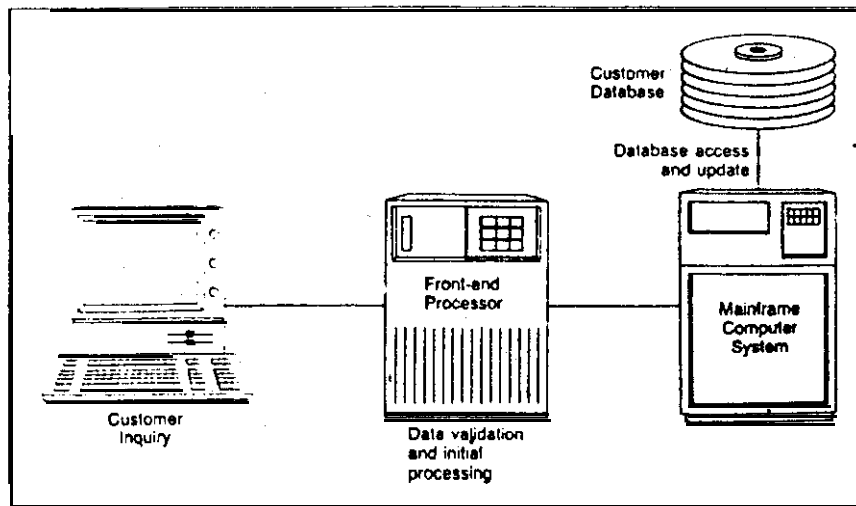 Customer
Database
Database access
and update
Front-end
Processor
Mainframe
Computer
System
Customer
Inquiry
Data validation
and initial
processing